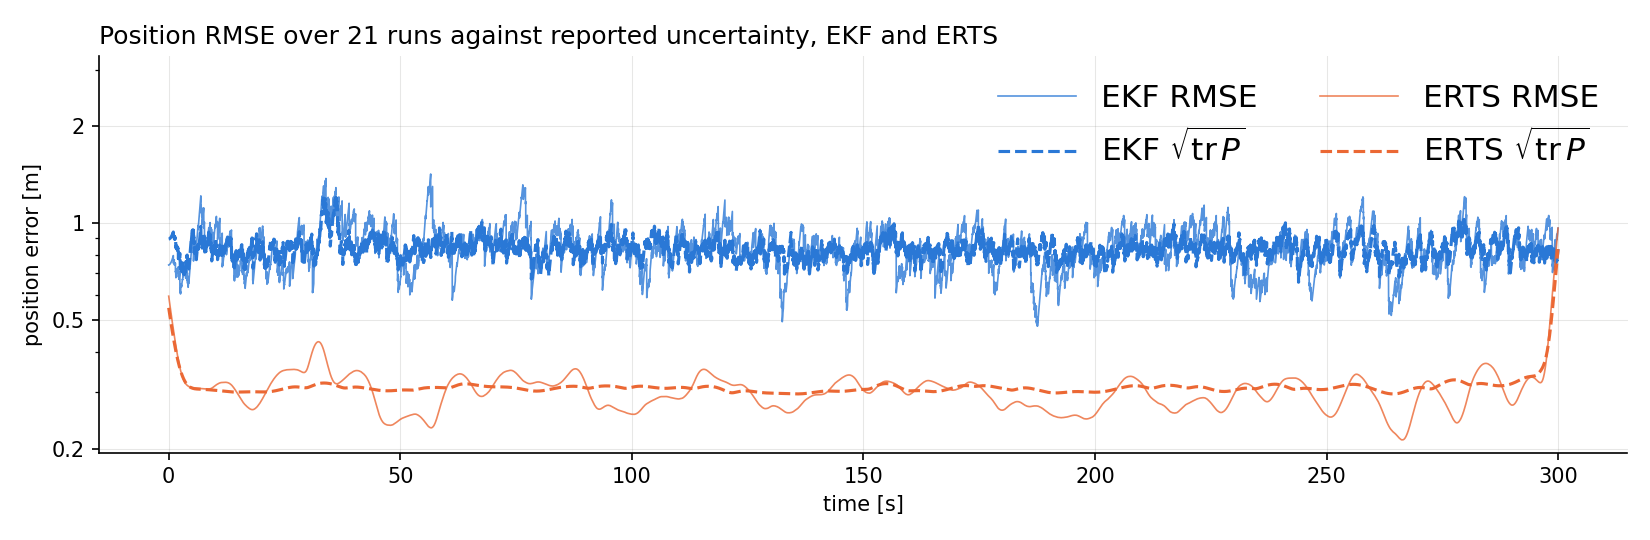 Position RMSE over 21 runs against reported uncertainty, EKF and ERTS
EKF RMSE
ERTS RMSE
EKF √tr P
ERTS √tr P
position error [m]
2
1
0.5
0.2
0
50
100
150
200
250
300
time [s]